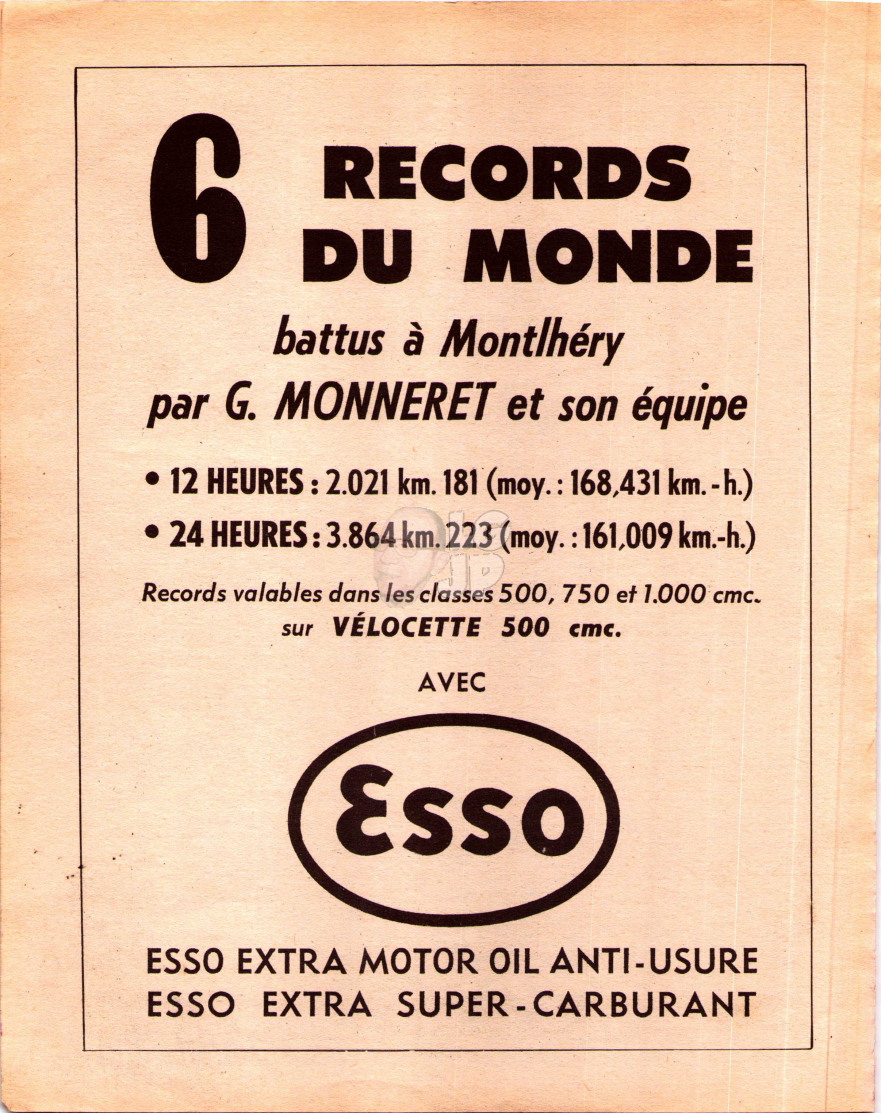 6 RECORDS
DU MONDE
battus à Montlhéry
par G. MONNERET et son équipe
• 12 HEURES : 2.021 km. 181 (moy. : 168,431 km. - h.)
• 24 HEURES : 3.864 km. 223 (moy. : 161,009 km.-h.)
Records valables dans les classes 500, 750 et 1.000 cmc.
sur VÉLOCETTE 500 cmc.
AVEC
Esso
ESSO EXTRA MOTOR OIL ANTI-USURE
ESSO EXTRA SUPER-CARBURANT